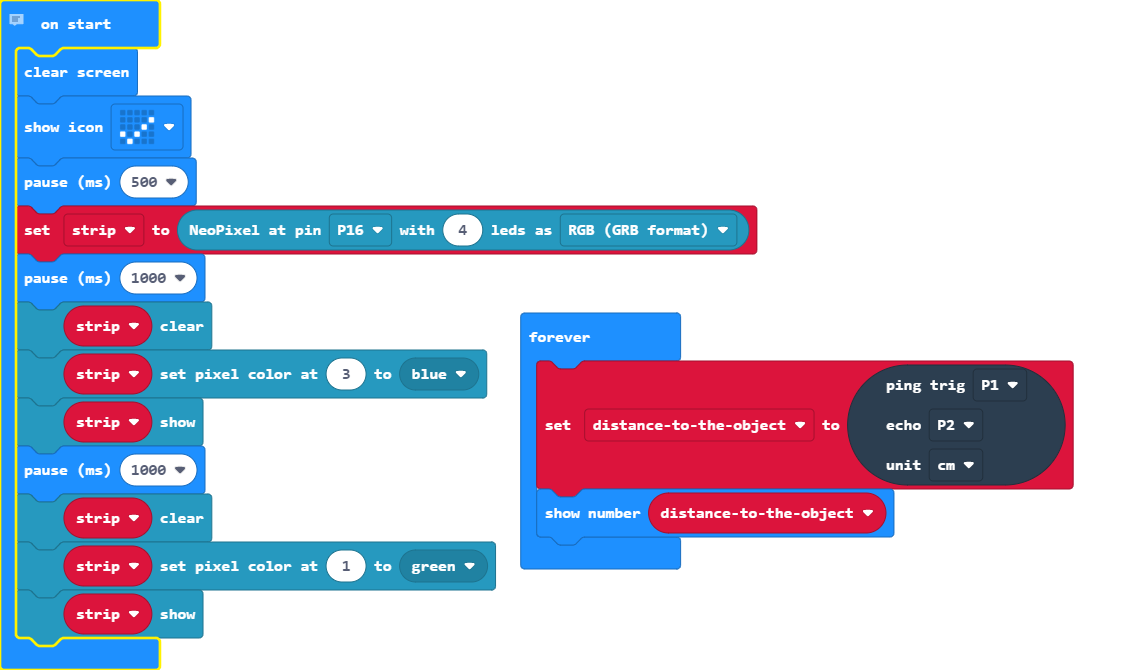 on start
clear screen
show icon
pause (ms) 500
set strip to NeoPixel at pin P16 with 4 leds as RGB (GRB format)
pause (ms) 1000
strip clear
strip set pixel color at 3 to blue
strip show
pause (ms) 1000
strip clear
strip set pixel color at 1 to green
strip show
forever
ping trig P1
set distance-to-the-object to echo P2
unit cm
show number distance-to-the-object